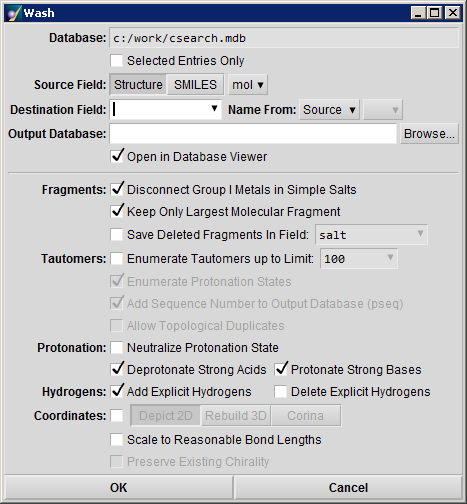 Wash
Database: c:/work/csearch.mdb
Selected Entries Only
Source Field: Structure SMILES mol
Destination Field: Name From: Source
Output Database: Browse...
Open in Database Viewer
Fragments: Disconnect Group I Metals in Simple Salts
Keep Only Largest Molecular Fragment
Save Deleted Fragments In Field: salt
Tautomers: Enumerate Tautomers up to Limit: 100
Enumerate Protonation States
Add Sequence Number to Output Database (pseq)
Allow Topological Duplicates
Protonation: Neutralize Protonation State
Deprotonate Strong Acids Protonate Strong Bases
Hydrogens: Add Explicit Hydrogens Delete Explicit Hydrogens
Coordinates: Depict 2D Rebuild 3D Corina
Scale to Reasonable Bond Lengths
Preserve Existing Chirality
OK Cancel